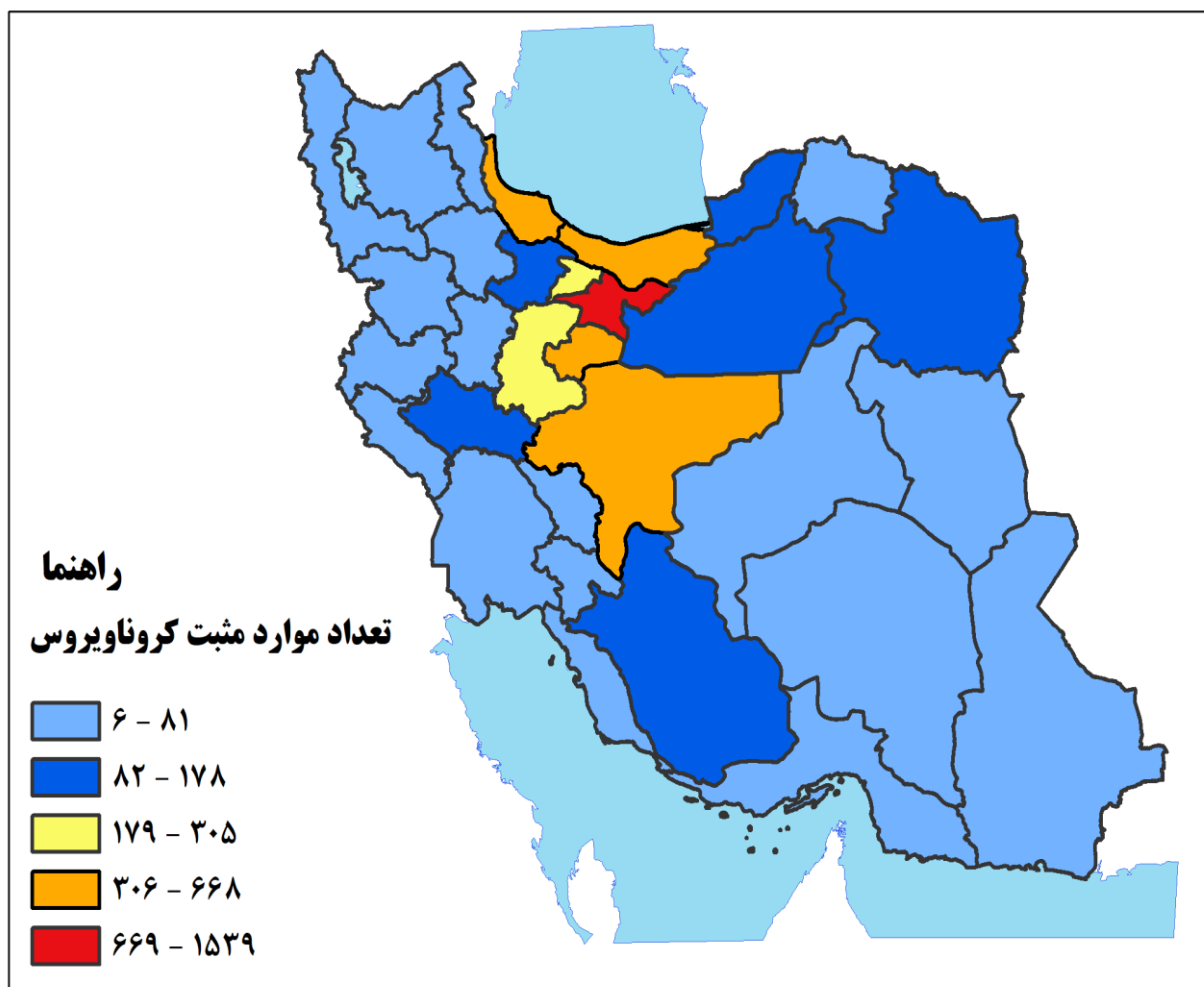 راهنما
تعداد موارد مثبت کروناویروس
۶ - ۸۱
۸۲ - ۱۷۸
۱۷۹ - ۳۰۵
۳۰۶ - ۶۶۸
۶۶۹ - ۱۵۳۹